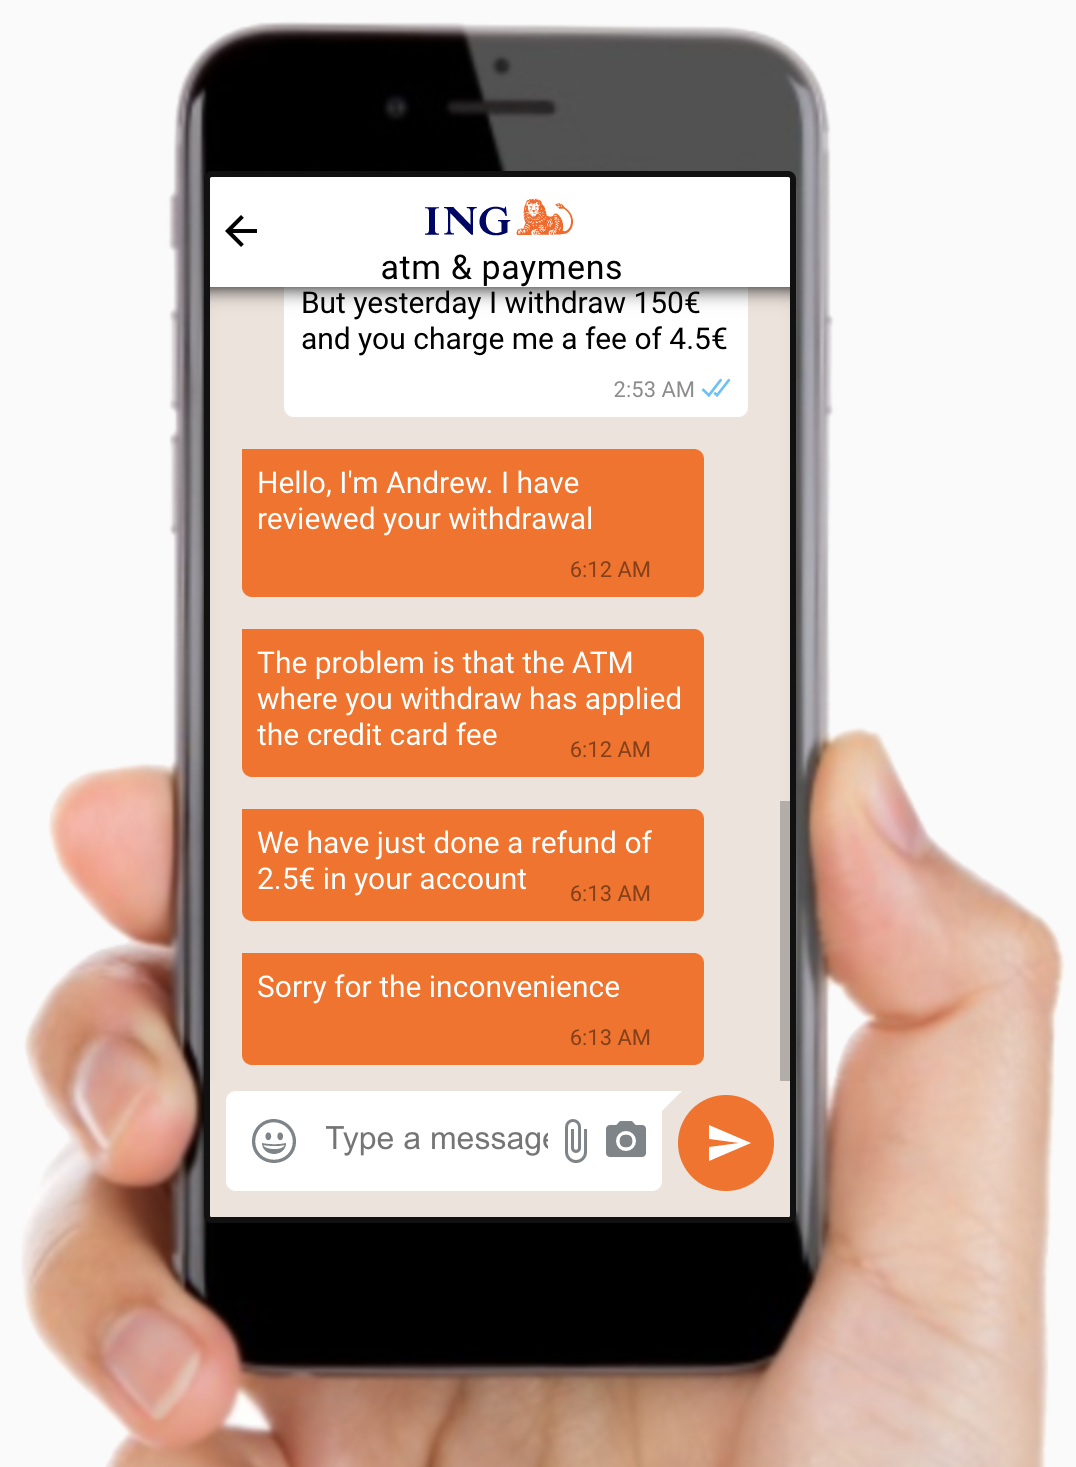 ING
atm & paymens
But yesterday I withdraw 150€
and you charge me a fee of 4.5€
2:53 AM
Hello, I'm Andrew. I have
reviewed your withdrawal
6:12 AM
The problem is that the ATM
where you withdraw has applied
the credit card fee
6:12 AM
We have just done a refund of
2.5€ in your account
6:13 AM
Sorry for the inconvenience
6:13 AM
Type a message